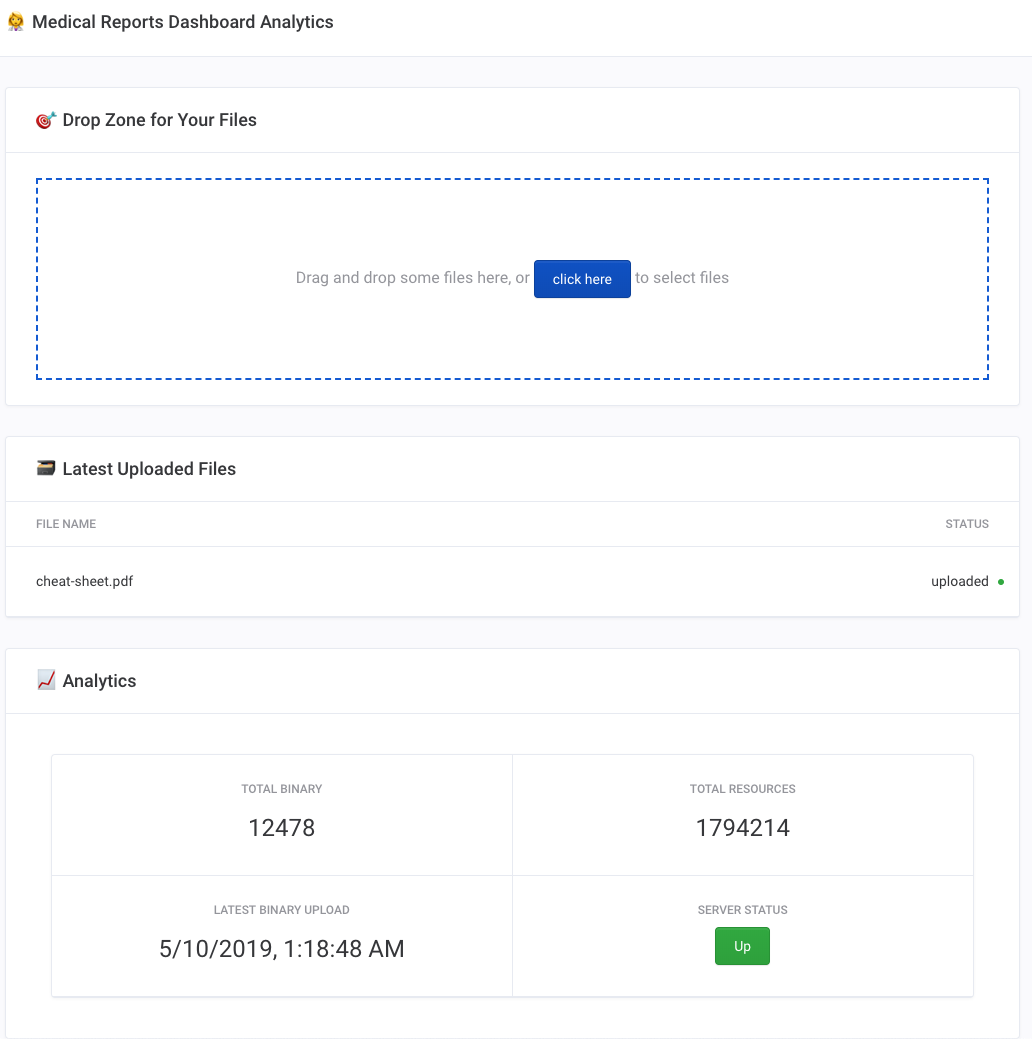 Medical Reports Dashboard Analytics
Drop Zone for Your Files
Drag and drop some files here, or click here to select files
Latest Uploaded Files
FILE NAME STATUS
cheat-sheet.pdf uploaded
Analytics
TOTAL BINARY TOTAL RESOURCES
12478 1794214
LATEST BINARY UPLOAD SERVER STATUS
5/10/2019, 1:18:48 AM Up